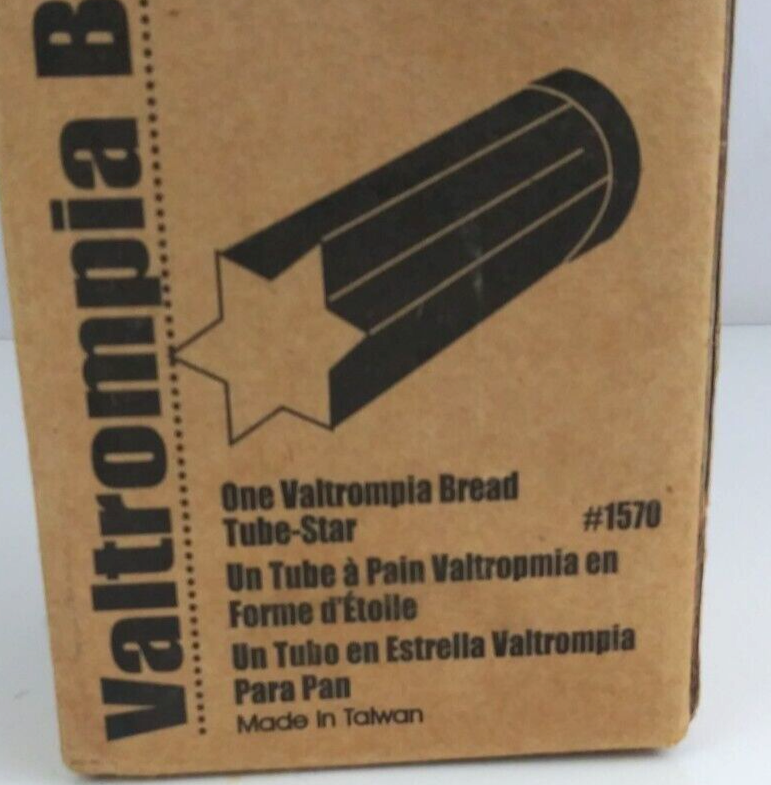 Valtrompia B
One Valtrompia Bread
Tube-Star #1570
Un Tube à Pain Valtropmia en
Forme d'Étoile
Un Tubo en Estrella Valtrompia
Para Pan
Made in Taiwan